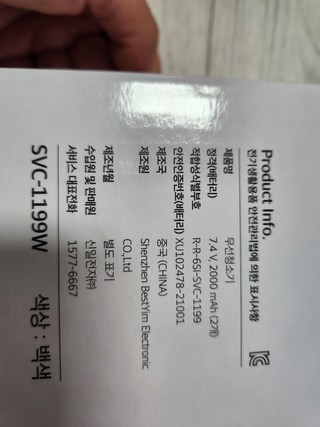 Product Info.
전기생활용품 안전관리법에 의한 표시사항
제품명 무선청소기
정격(배터리) 7.4 V, 2000 mAh (2개)
적합성식별부호 R-R-6SI-SVC-1199
안전인증번호(배터리) XU102478-21001
제조국 중국 (CHINA)
제조원 Shenzhen BestYim Electronic
CO.,Ltd
제조년월 별도 표기
수입원 및 판매원 신일전자(주)
서비스 대표전화 1577-6667
SVC-1199W 색상 : 백색